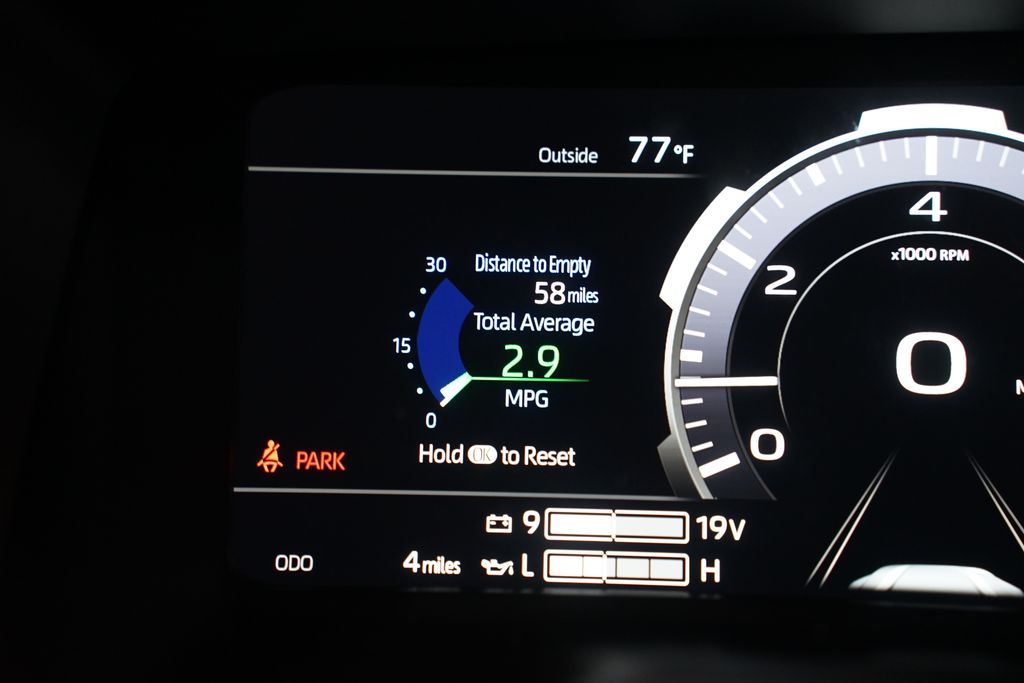 Outside 77°F
30
Distance to Empty
58 miles
Total Average
15
2.9
MPG
0
Hold OK to Reset
PARK
9 19V
ODO 4 miles L H
4
x1000 RPM
2
0
0